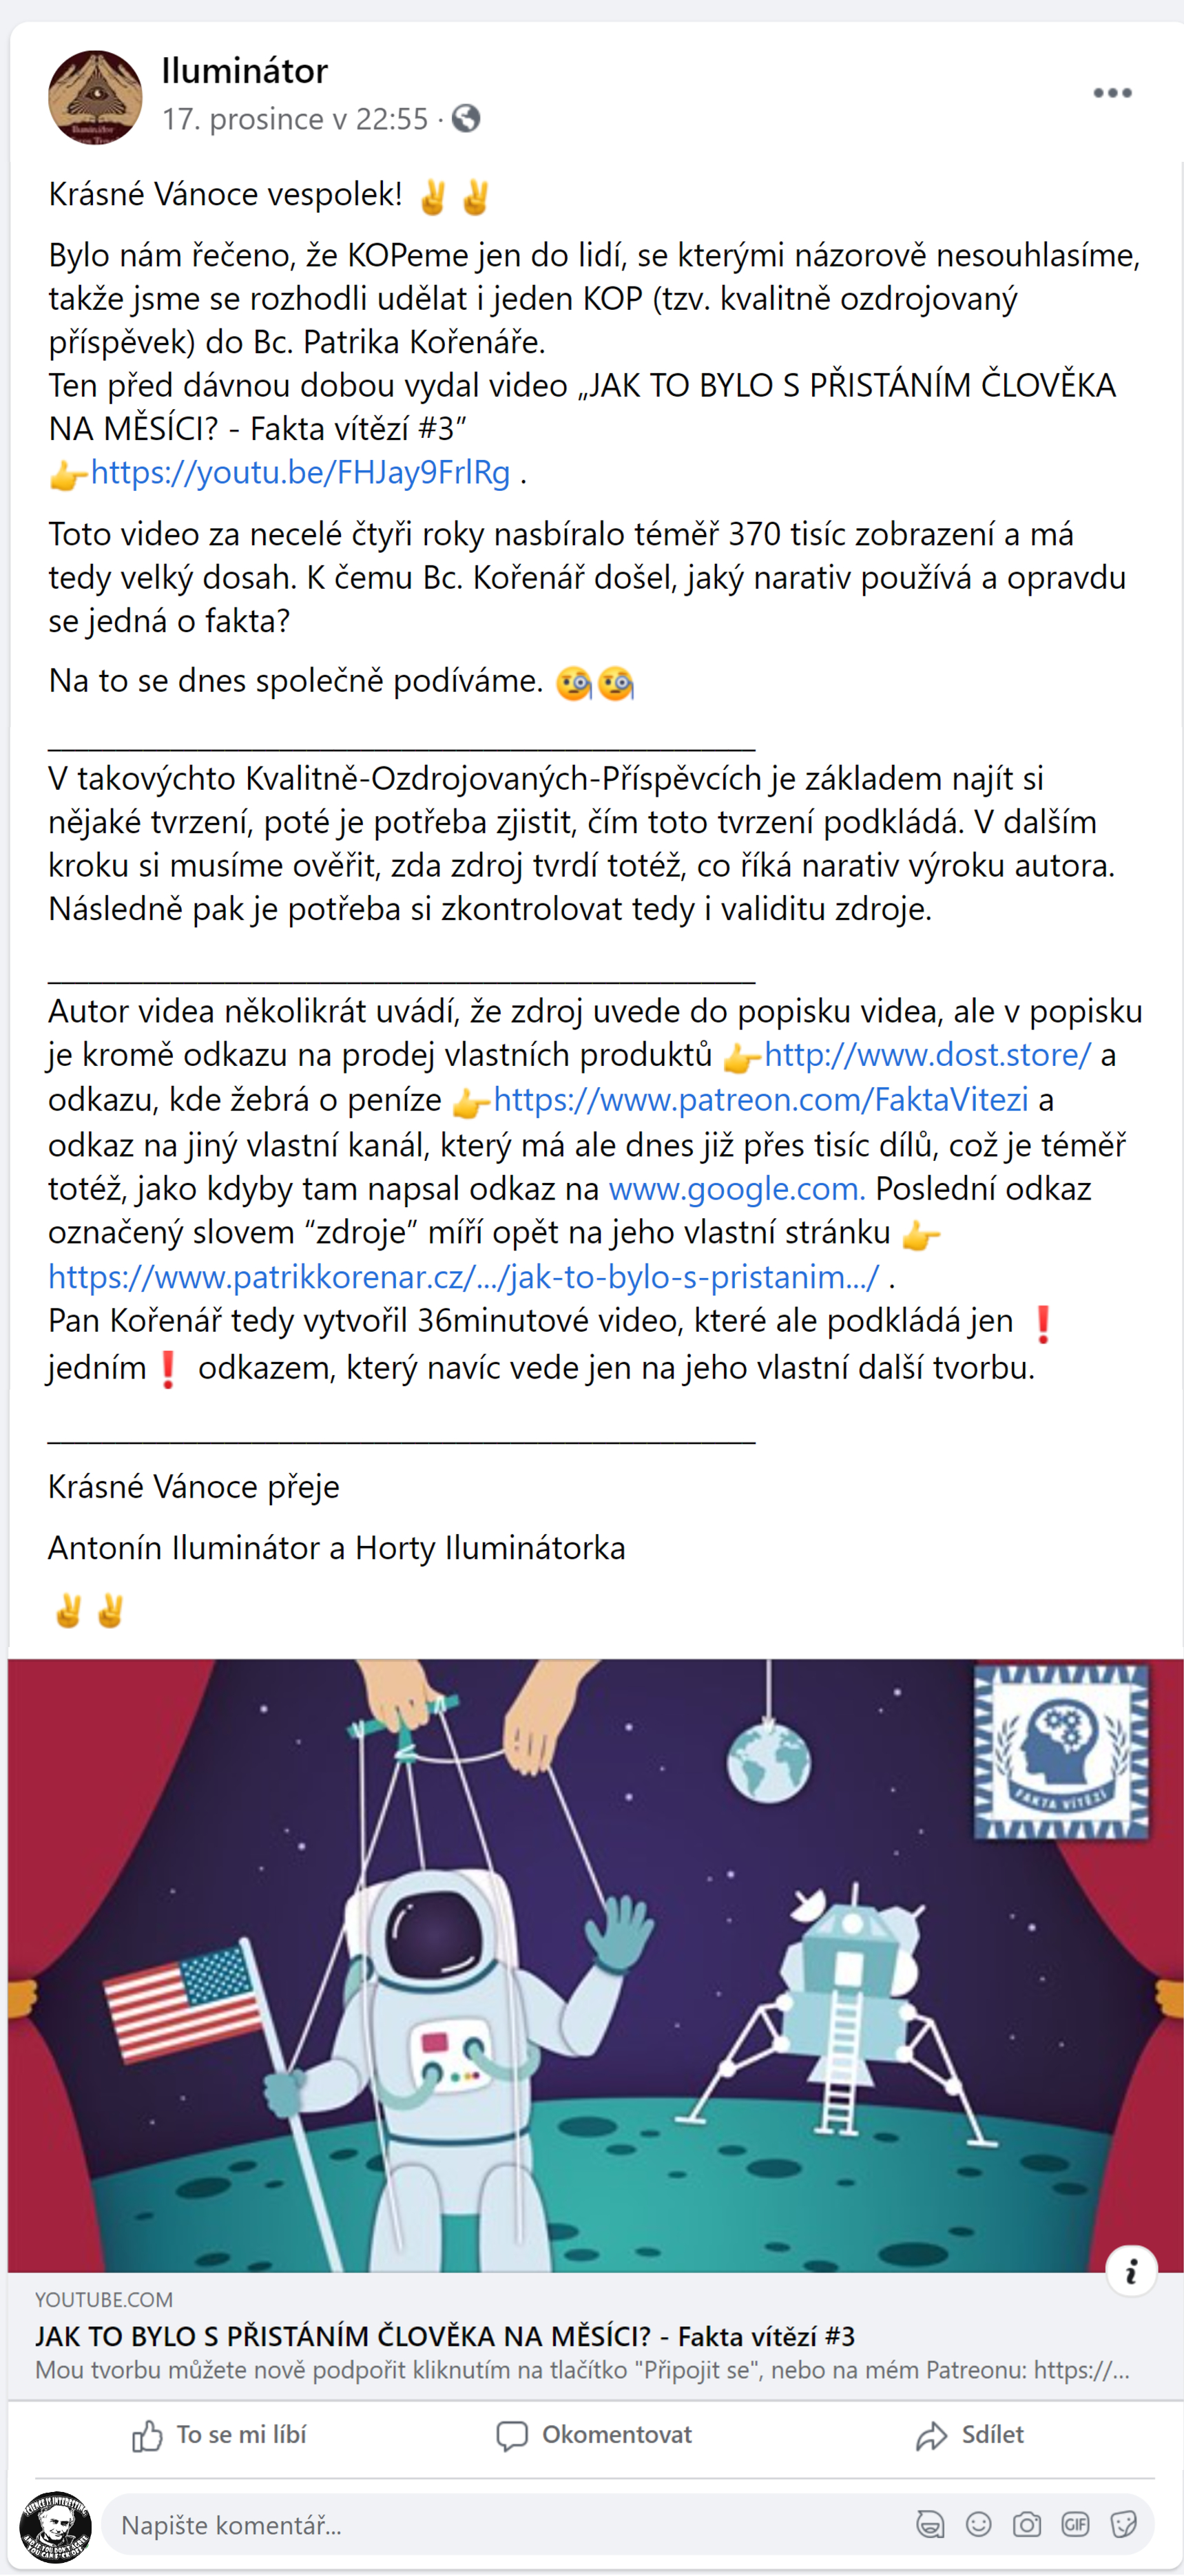 Iluminátor
17. prosince v 22:55 ·
Krásné Vánoce vespolek! ✌✌
Bylo nám řečeno, že KOPeme jen do lidí, se kterými názorově nesouhlasíme,
takže jsme se rozhodli udělat i jeden KOP (tzv. kvalitně ozdrojovaný
příspěvek) do Bc. Patrika Kořenáře.
Ten před dávnou dobou vydal video „JAK TO BYLO S PŘISTÁNÍM ČLOVĚKA
NA MĚSÍCI? - Fakta vítězí #3”
👉https://youtu.be/FHJay9FrlRg .
Toto video za necelé čtyři roky nasbíralo téměř 370 tisíc zobrazení a má
tedy velký dosah. K čemu Bc. Kořenář došel, jaký narativ používá a opravdu
se jedná o fakta?
Na to se dnes společně podíváme. 🧐🧐
____________________________________________________
V takovýchto Kvalitně-Ozdrojovaných-Příspěvcích je základem najít si
nějaké tvrzení, poté je potřeba zjistit, čím toto tvrzení podkládá. V dalším
kroku si musíme ověřit, zda zdroj tvrdí totéž, co říká narativ výroku autora.
Následně pak je potřeba si zkontrolovat tedy i validitu zdroje.
____________________________________________________
Autor videa několikrát uvádí, že zdroj uvede do popisku videa, ale v popisku
je kromě odkazu na prodej vlastních produktů 👉http://www.dost.store/ a
odkazu, kde žebrá o peníze 👉https://www.patreon.com/FaktaVitezi a
odkaz na jiný vlastní kanál, který má ale dnes již přes tisíc dílů, což je téměř
totéž, jako kdyby tam napsal odkaz na www.google.com. Poslední odkaz
označený slovem “zdroje” míří opět na jeho vlastní stránku 👉
https://www.patrikkorenar.cz/.../jak-to-bylo-s-pristanim.../ .
Pan Kořenář tedy vytvořil 36minutové video, které ale podkládá jen ❗
jedním❗ odkazem, který navíc vede jen na jeho vlastní další tvorbu.
____________________________________________________
Krásné Vánoce přeje
Antonín Iluminátor a Horty Iluminátorka
✌✌
FAKTA VÍTĚZÍ
YOUTUBE.COM
JAK TO BYLO S PŘISTÁNÍM ČLOVĚKA NA MĚSÍCI? - Fakta vítězí #3
Mou tvorbu můžete nově podpořit kliknutím na tlačítko "Připojit se", nebo na mém Patreonu: https://...
To se mi líbí
Okomentovat
Sdílet
SCIENCE IS INTERESTING
Napište komentář...
GIF